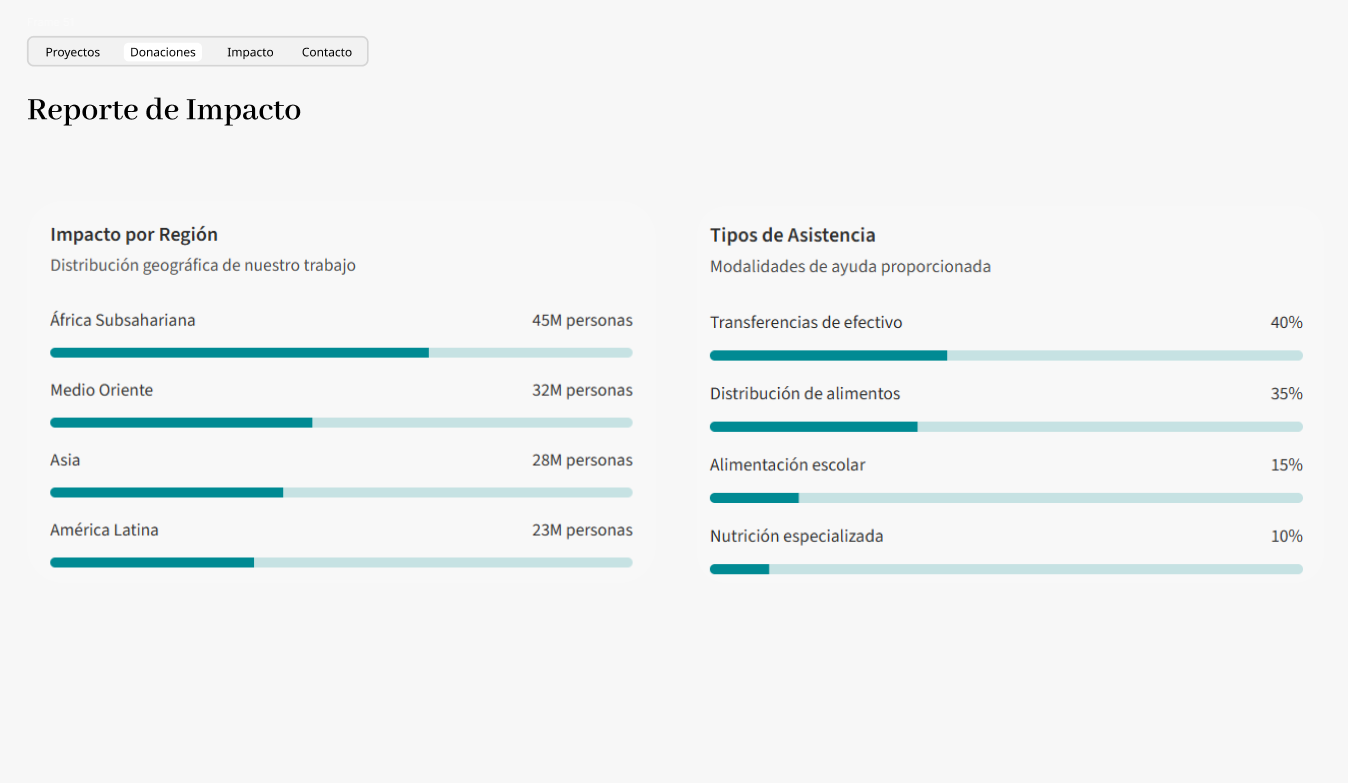 Proyectos Donaciones Impacto Contacto
Reporte de Impacto
Impacto por Región
Distribución geográfica de nuestro trabajo
África Subsahariana 45M personas
Medio Oriente 32M personas
Asia 28M personas
América Latina 23M personas
Tipos de Asistencia
Modalidades de ayuda proporcionada
Transferencias de efectivo 40%
Distribución de alimentos 35%
Alimentación escolar 15%
Nutrición especializada 10%